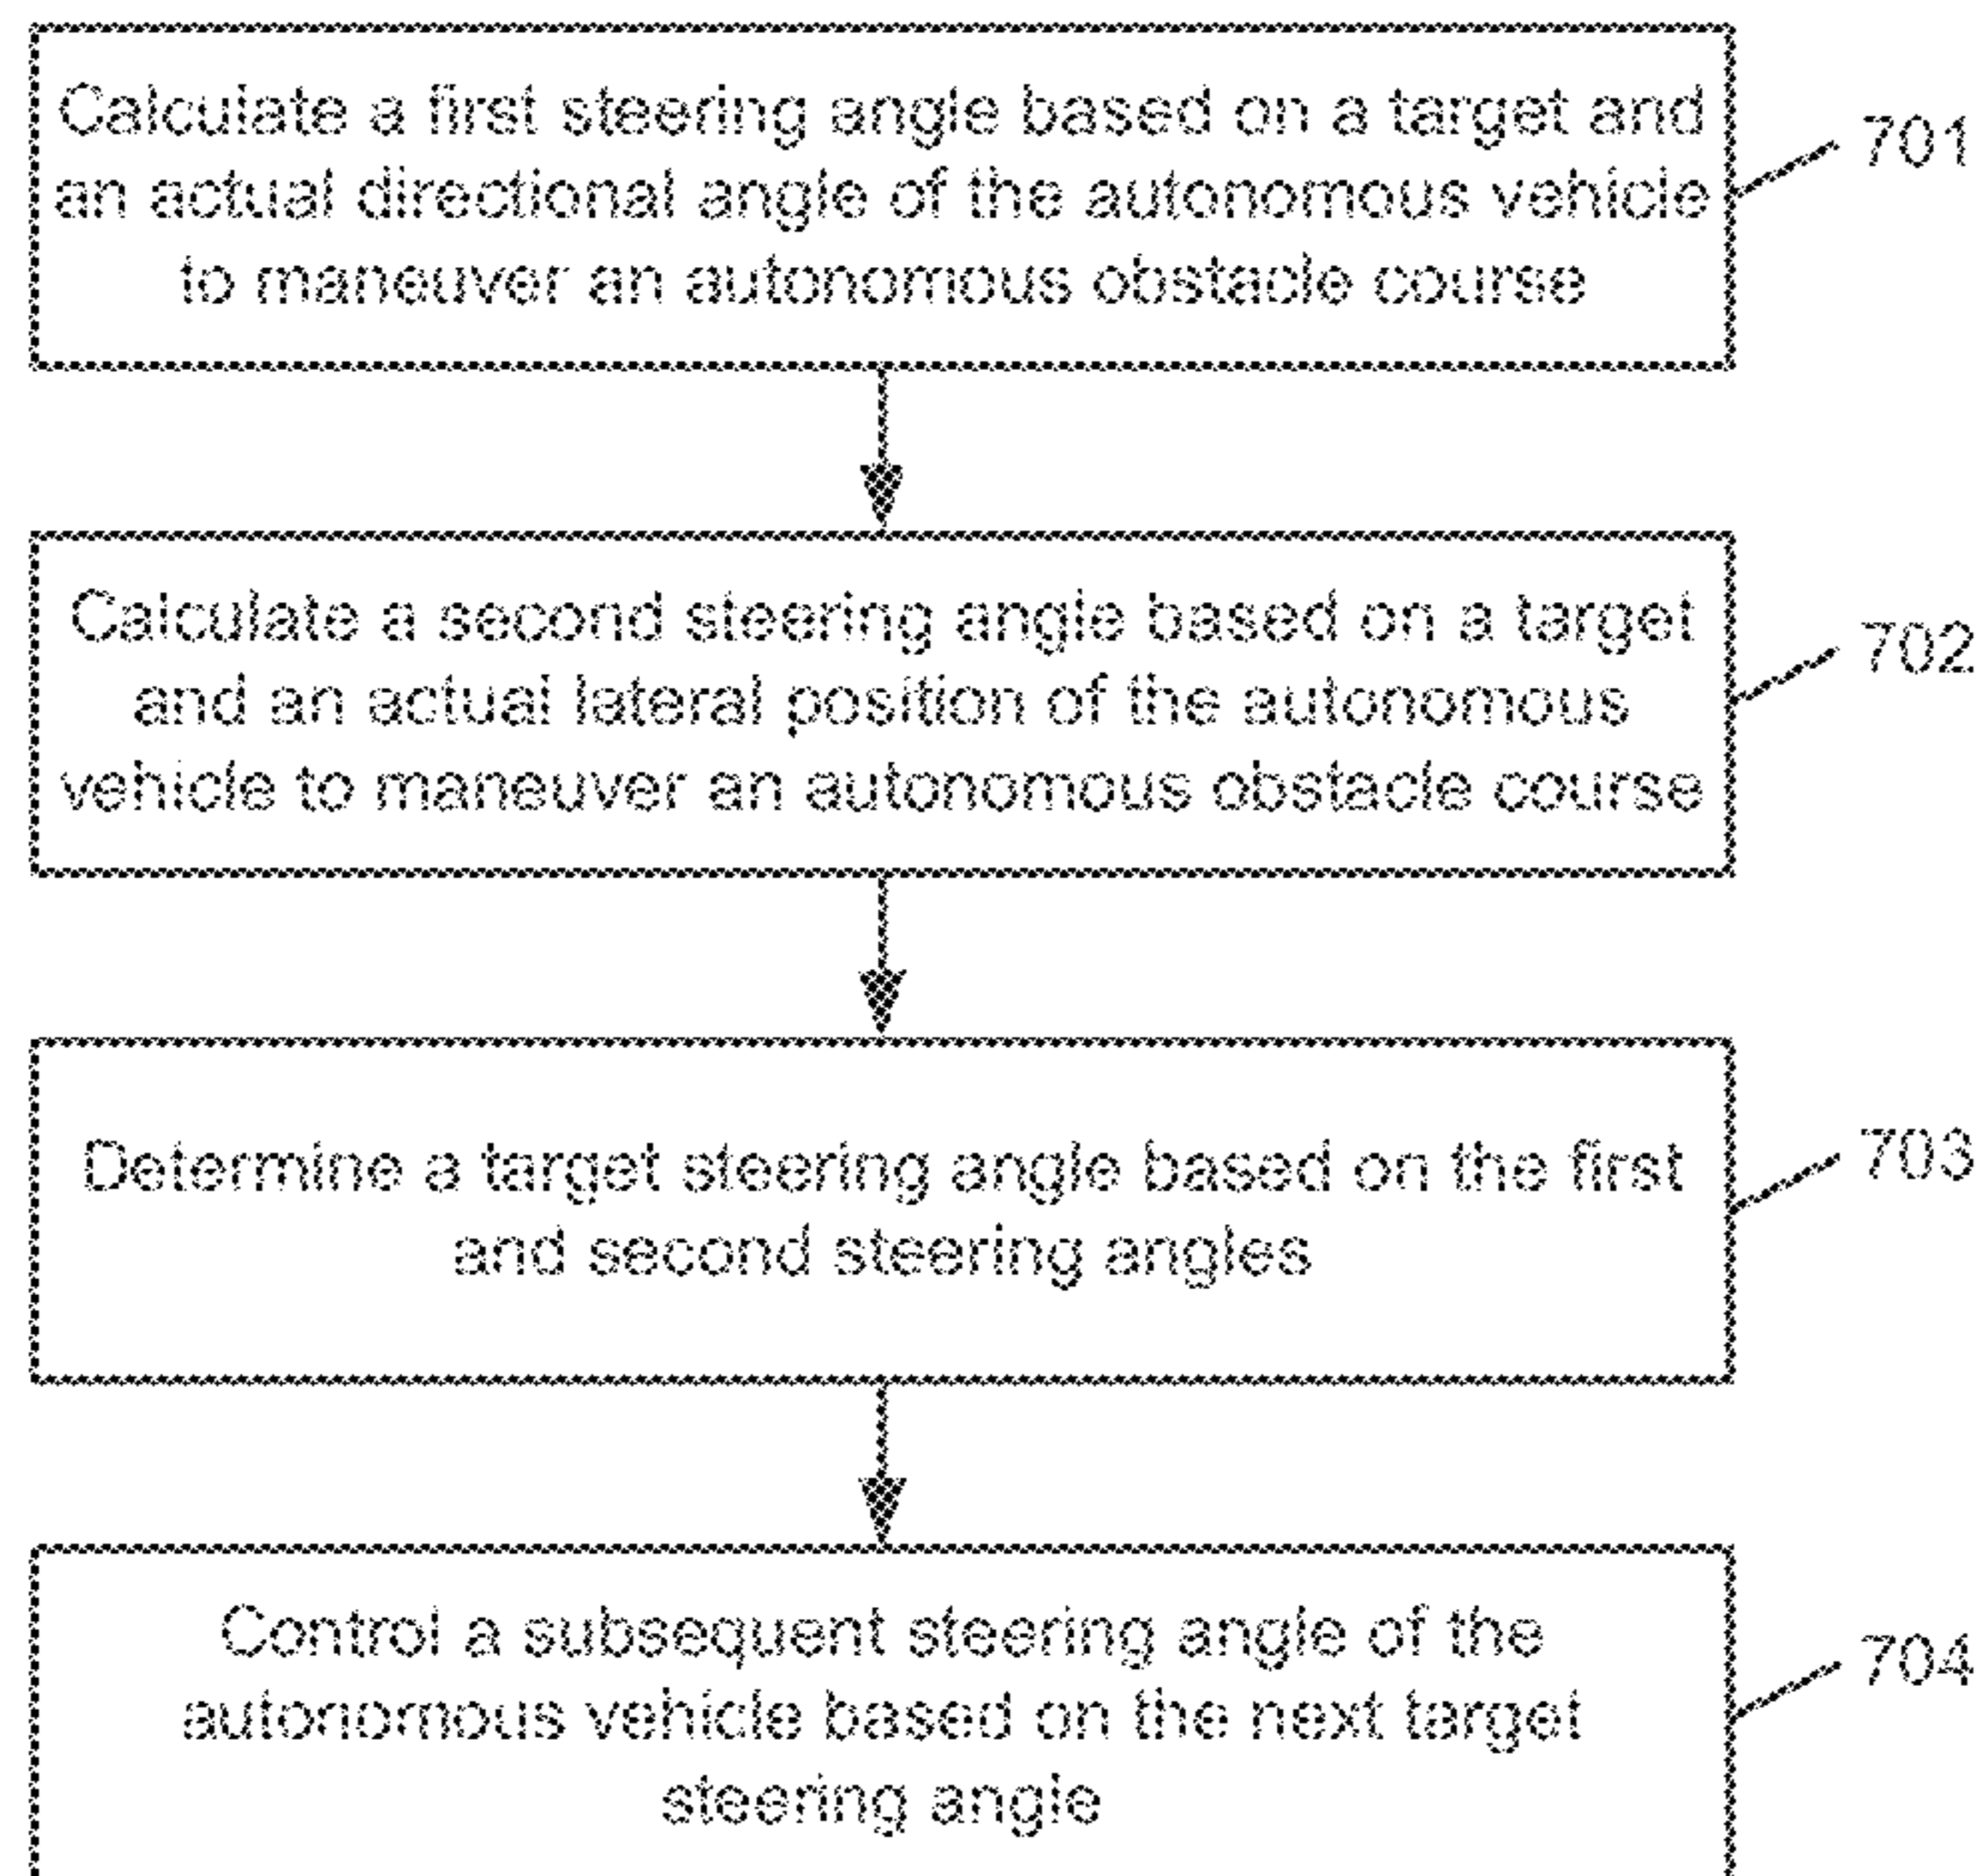 Calculate a first steering angle based on a target and
an actual directional angle of the autonomous vehicle
to maneuver an autonomous obstacle course
701
Calculate a second steering angle based on a target
and an actual lateral position of the autonomous
vehicle to maneuver an autonomous obstacle course
702
Determine a target steering angle based on the first
and second steering angles
703
Control a subsequent steering angle of the
autonomous vehicle based on the next target
steering angle
704